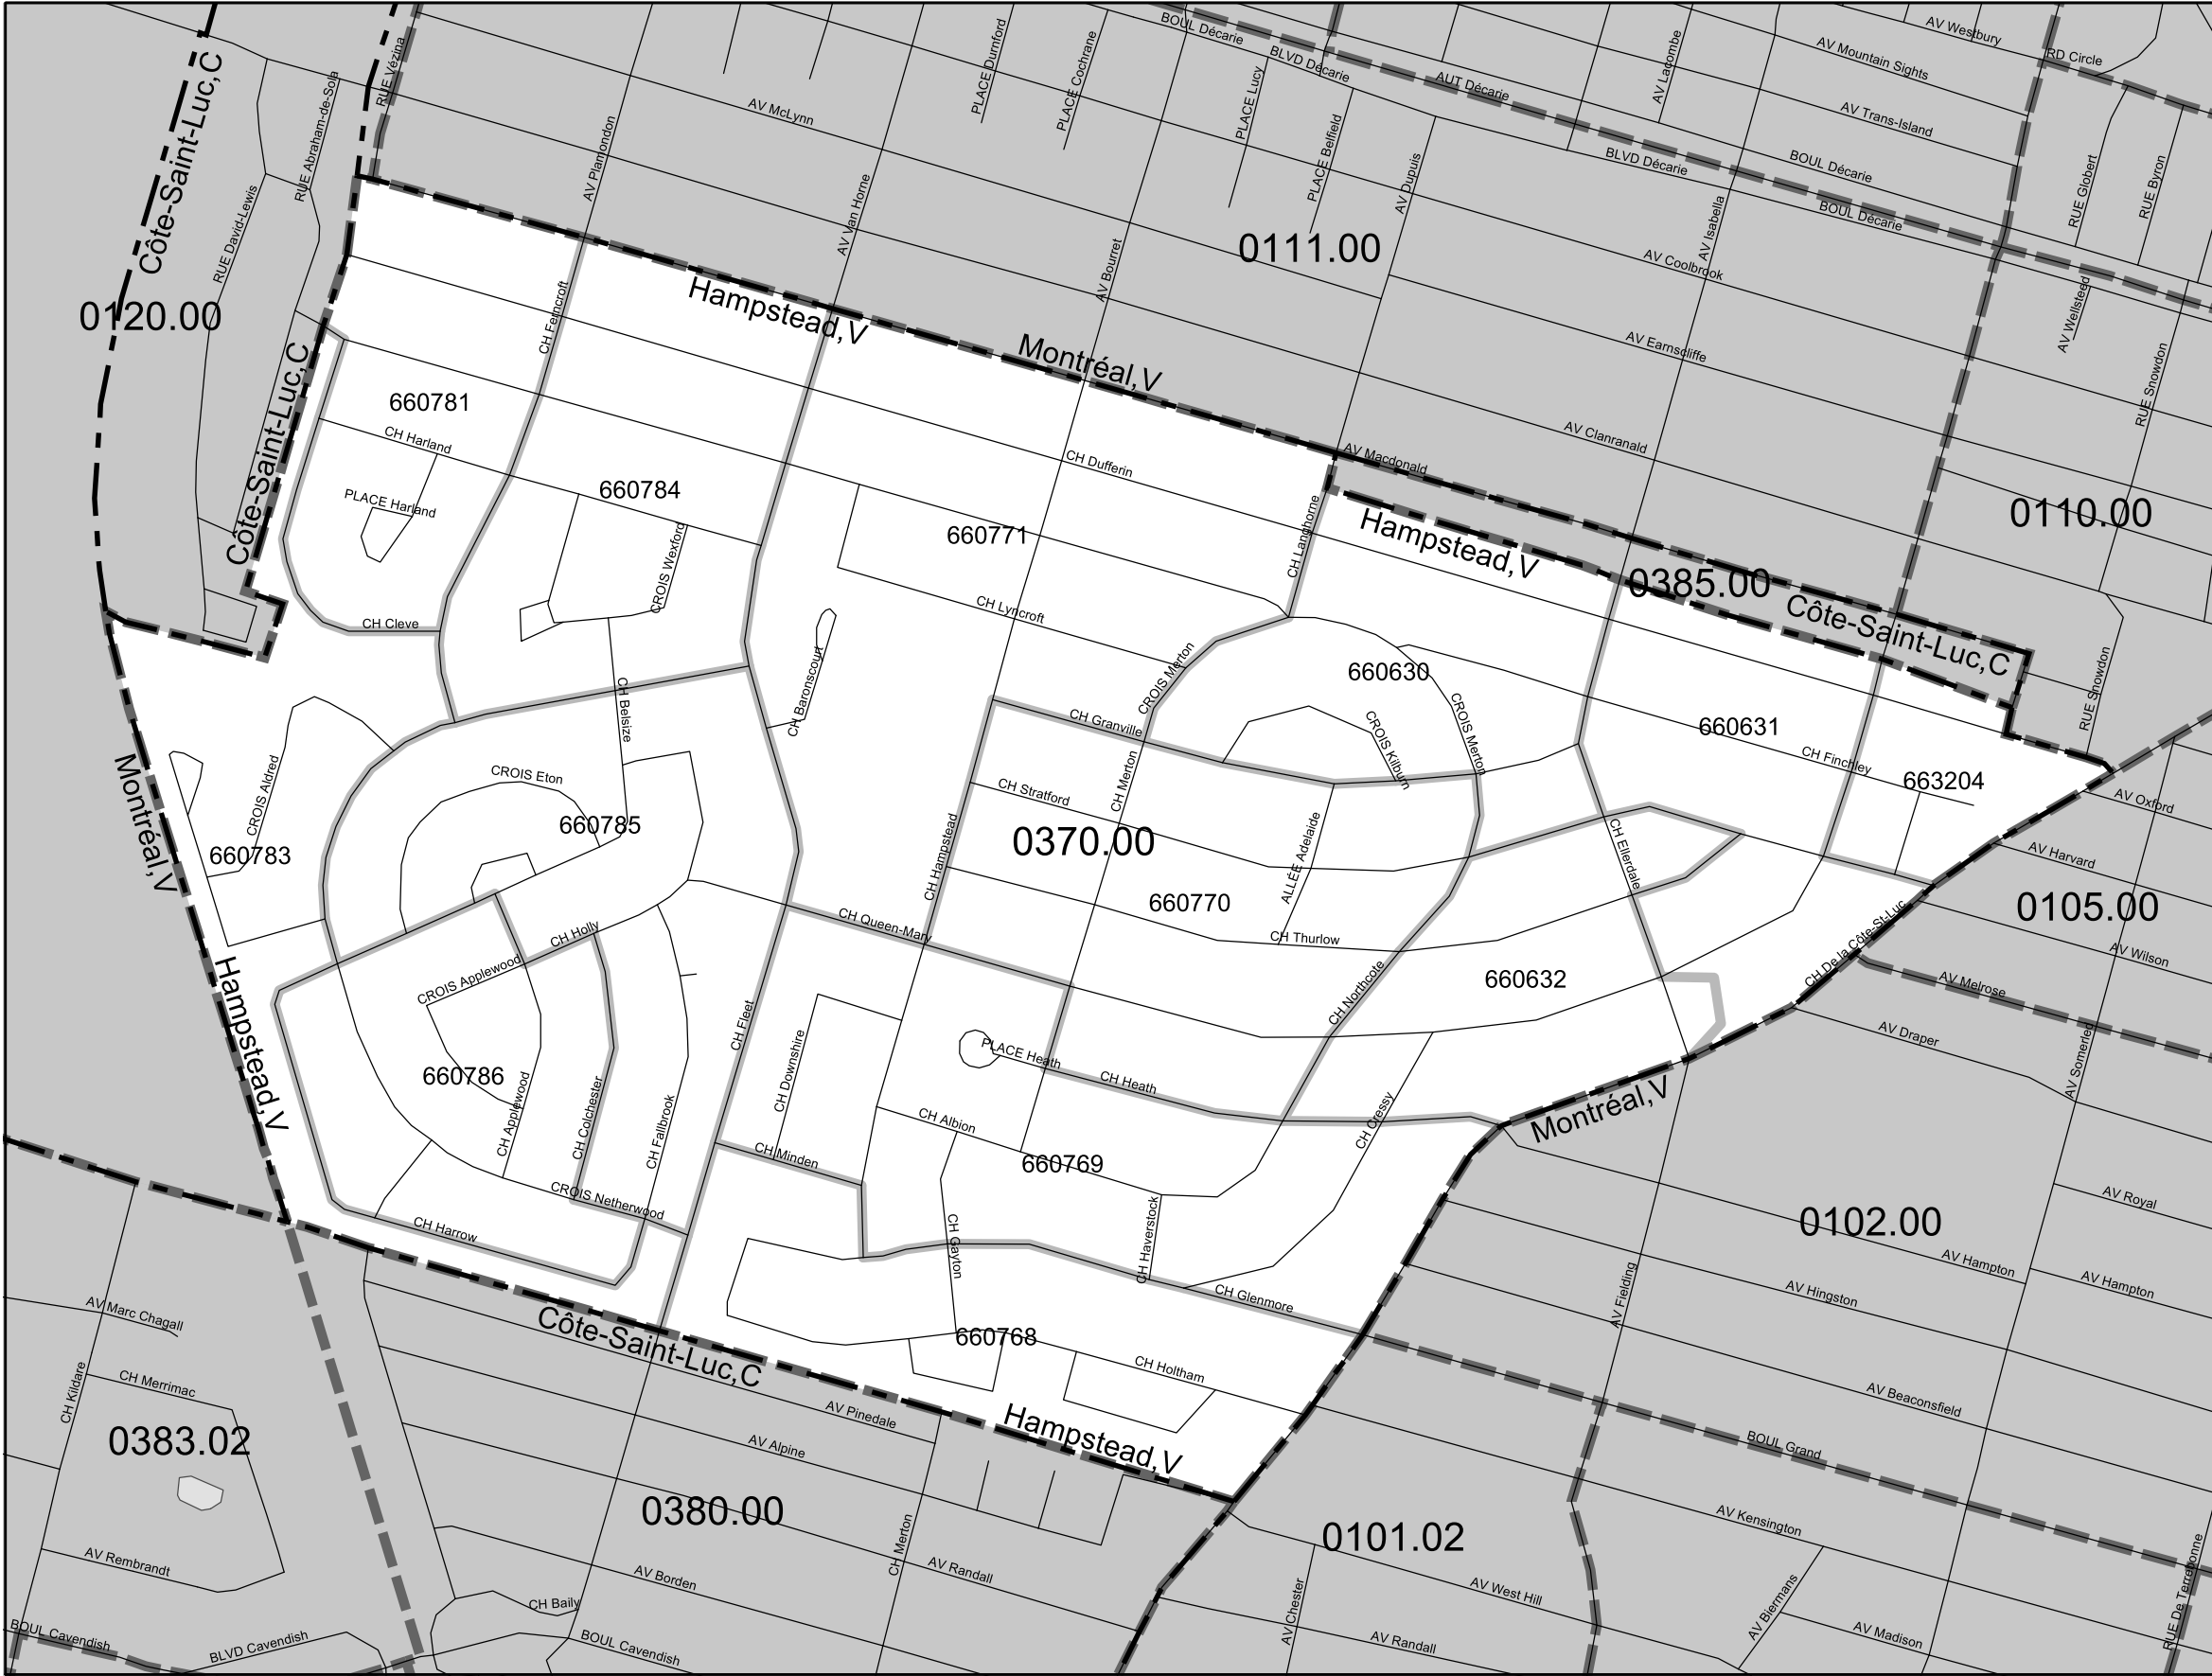 AV Westbury
RD Circle
BOUL Décarie
BLVD Décarie
AV Mountain Sights
AUT Décarie
AV Lacombe
AV Trans-Island
PLACE Durnford
PLACE Cochrane
PLACE Lucy
PLACE Belfield
RUE Vézina
Côte-Saint-Luc,C
RUE Abraham-de-Sola
AV McLynn
AV Plamondon
BLVD Décarie
BOUL Décarie
BOUL Décarie
RUE Globert
RUE Byron
AV Dupuis
AV Van Horne
RUE David-Lewis
AV Isabella
0111.00
AV Bourret
AV Coolbrook
AV Wellsteed
0120.00
Hampstead,V
CH Ferncroft
Montréal,V
AV Earnscliffe
RUE Snowdon
Côte-Saint-Luc,C
660781
CH Harland
AV Clanranald
AV Macdonald
CH Dufferin
660784
PLACE Harland
660771
CH Langhorne
Hampstead,V
0110.00
CROIS Wexford
0385.00
Côte-Saint-Luc,C
CH Lyncroft
CH Cleve
660630
CROIS Merton
CH Baronscourt
CH Belsize
CH Granville
CROIS Kilburn
CROIS Merton
660631
RUE Snowdon
CH Finchley
663204
Montréal,V
CROIS Aldred
CROIS Eton
CH Stratford
CH Merton
AV Oxford
660785
0370.00
660783
CH Hampstead
ALLÉE Adelaide
CH Ellerdale
AV Harvard
660770
0105.00
CH Queen-Mary
CH Holly
CH Thurlow
CH De la Côte-St-Luc
AV Wilson
CROIS Applewood
660632
AV Melrose
CH Northcote
Hampstead,V
CH Fleet
CH Downshire
PLACE Heath
CH Heath
AV Draper
AV Somerled
660786
CH Applewood
CH Colchester
CH Fallbrook
CH Albion
CH Cressy
Montréal,V
CH Minden
660769
CROIS Netherwood
CH Harrow
CH Gayton
CH Haverstock
AV Royal
0102.00
AV Hampton
AV Hampton
AV Hingston
AV Fielding
CH Glenmore
AV Marc Chagall
Côte-Saint-Luc,C
660768
CH Holtham
CH Kildare
CH Merrimac
AV Pinedale
Hampstead,V
AV Beaconsfield
0383.02
AV Alpine
BOUL Grand
0380.00
0101.02
AV Kensington
AV Rembrandt
AV Borden
CH Merton
AV Randall
AV West Hill
AV Biermans
AV Chester
CH Baily
BOUL Cavendish
BLVD Cavendish
BOUL Cavendish
AV Randall
AV Madison
RUE De Terrebonne